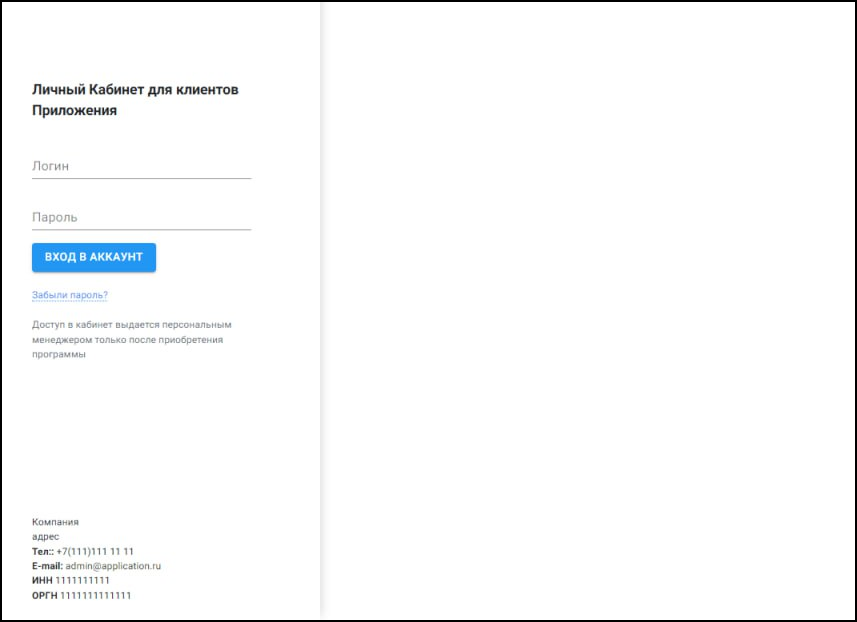 Личный Кабинет для клиентов
Приложения
Логин
Пароль
ВХОД В АККАУНТ
Забыли пароль?
Доступ в кабинет выдается персональным
менеджером только после приобретения
программы
Компания
адрес
Тел:: +7(111)111 11 11
E-mail: admin@application.ru
ИНН 1111111111
ОРГН 1111111111111